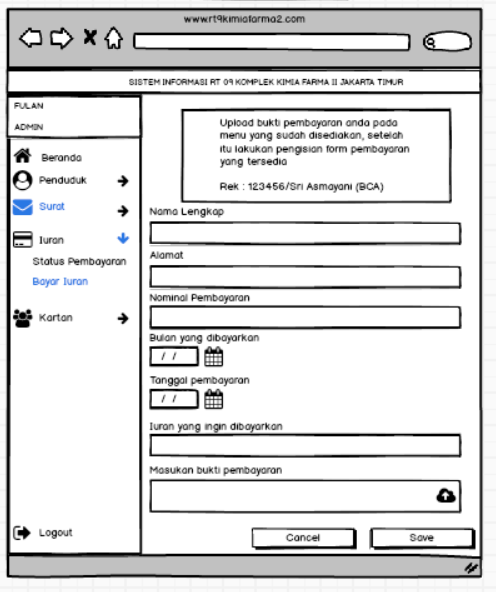 www.rt9kimiafarma2.com
SISTEM INFORMASI RT 09 KOMPLEK KIMIA FARMA II JAKARTA TIMUR
FULAN
ADMIN
Beranda
Penduduk
Surat
Iuran
Status Pembayaran
Bayar Iuran
Kartan
Logout
Upload bukti pembayaran anda pada
menu yang sudah disediakan, setelah
itu lakukan pengisian form pembayaran
yang tersedia
Rek : 123456/Sri Asmayani (BCA)
Nama Lengkap
Alamat
Nominal Pembayaran
Bulan yang dibayarkan
/ /
Tanggal pembayaran
/ /
Iuran yang ingin dibayarkan
Masukan bukti pembayaran
Cancel
Save